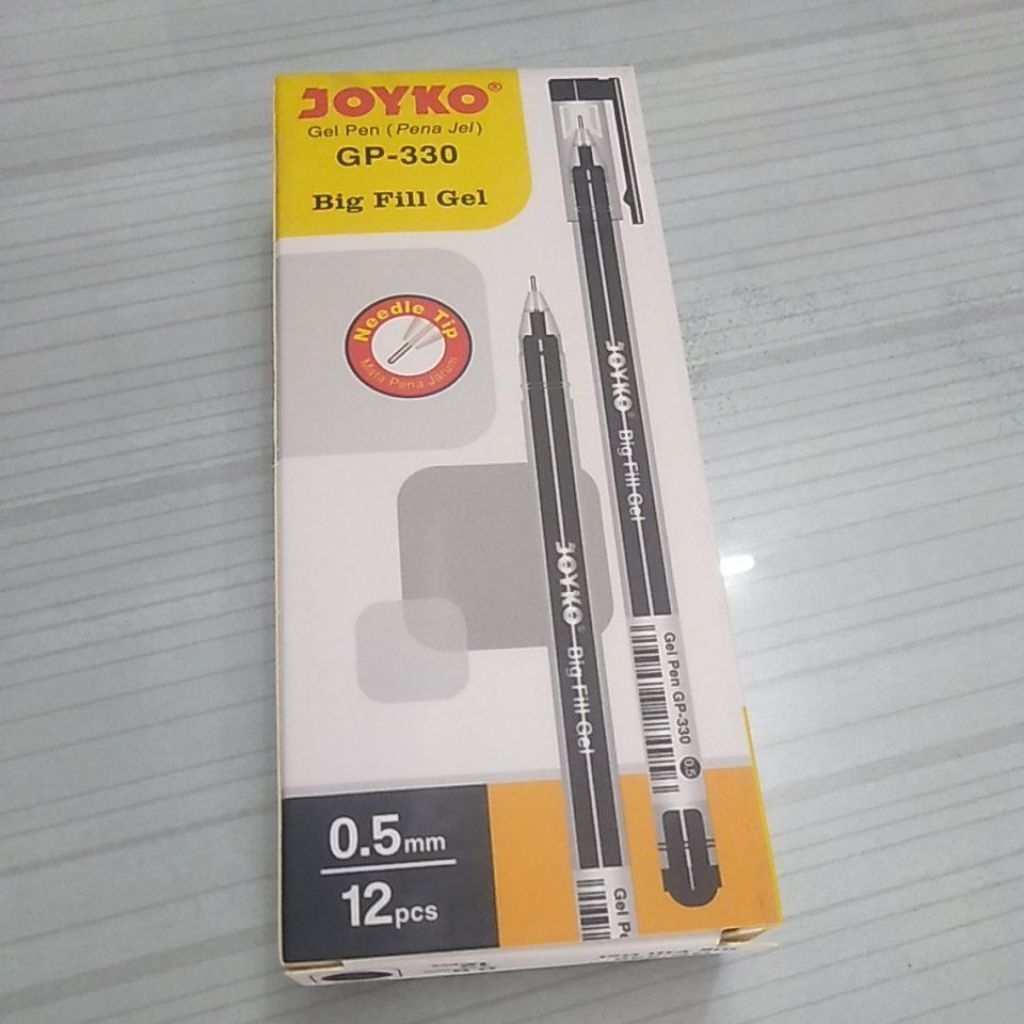 JOYKO®
Gel Pen (Pena Jel)
GP-330
Big Fill Gel
Needle Tip
Mata Pena Jarum
JOYKO® Big Fill Gel
Gel Pen GP-330 0.5
JOYKO® Big Fill Gel
Gel
0.5mm
12pcs